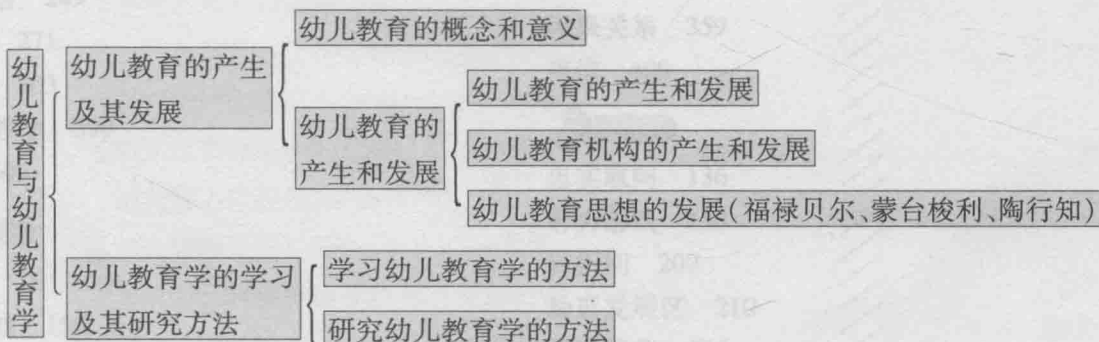 幼儿教育与幼儿教育学
幼儿教育的产生
及其发展
幼儿教育的概念和意义
幼儿教育的
产生和发展
幼儿教育的产生和发展
幼儿教育机构的产生和发展
幼儿教育思想的发展(福禄贝尔、蒙台梭利、陶行知)
幼儿教育学的学习
及其研究方法
学习幼儿教育学的方法
研究幼儿教育学的方法